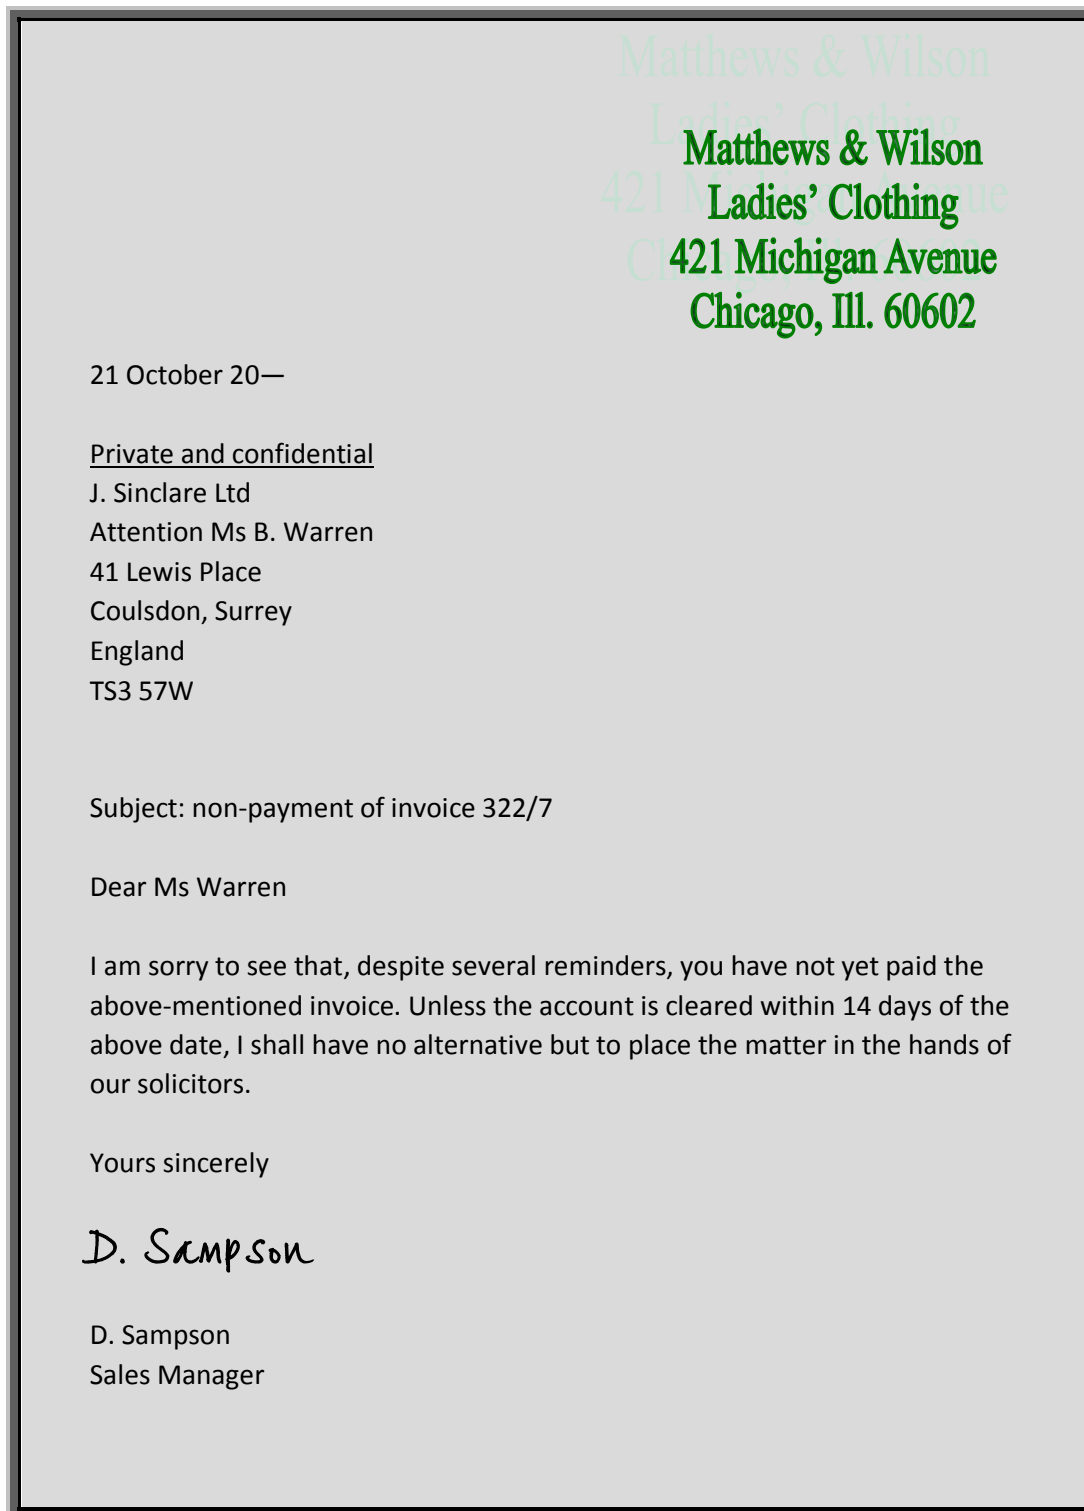 Matthews & Wilson
Ladies’ Clothing
421 Michigan Avenue
Chicago, Ill. 60602
21 October 20—
Private and confidential
J. Sinclare Ltd
Attention Ms B. Warren
41 Lewis Place
Coulsdon, Surrey
England
TS3 57W
Subject: non-payment of invoice 322/7
Dear Ms Warren
I am sorry to see that, despite several reminders, you have not yet paid the
above-mentioned invoice. Unless the account is cleared within 14 days of the
above date, I shall have no alternative but to place the matter in the hands of
our solicitors.
Yours sincerely
D. Sampson
D. Sampson
Sales Manager